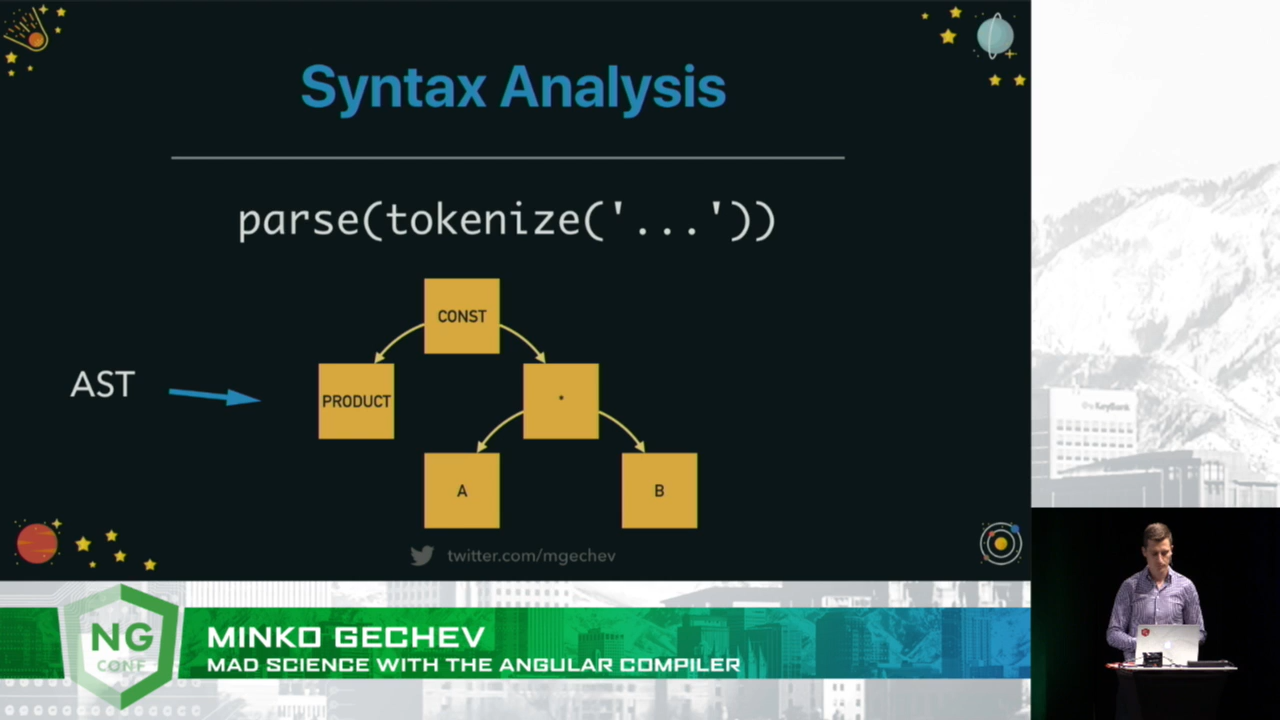 Syntax Analysis
parse(tokenize('...'))
CONST
AST
PRODUCT
*
A
B
twitter.com/mgechev
KeyBank
NG
CONF
MINKO GECHEV
MAD SCIENCE WITH THE ANGULAR COMPILER